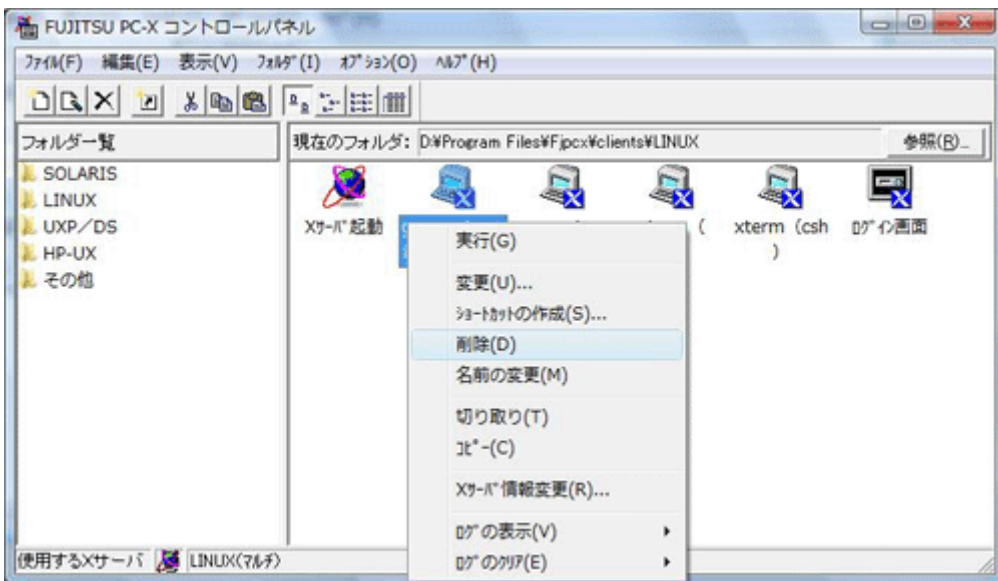 FUJITSU PC-X コントロールパネル
ﾌｧｲﾙ(F) 編集(E) 表示(V) ﾌｫﾙﾀﾞ(I) ｵﾌﾟｼｮﾝ(O) ﾍﾙﾌﾟ(H)
フォルダ一覧
現在のフォルダ: D:¥Program Files¥Fjpcx¥clients¥LINUX 参照(R)...
SOLARIS
LINUX
UXP／DS
HP-UX
その他
Xｻｰﾊﾞ起動
xterm（csh
）
ﾛｸﾞｲﾝ画面
実行(G)
変更(U)...
ｼｮｰﾄｶｯﾄの作成(S)...
削除(D)
名前の変更(M)
切り取り(T)
ｺﾋﾟｰ(C)
Xｻｰﾊﾞ情報変更(R)...
ﾛｸﾞの表示(V)
ﾛｸﾞのｸﾘｱ(E)
使用するXサーバ LINUX(ﾏﾙﾁ)